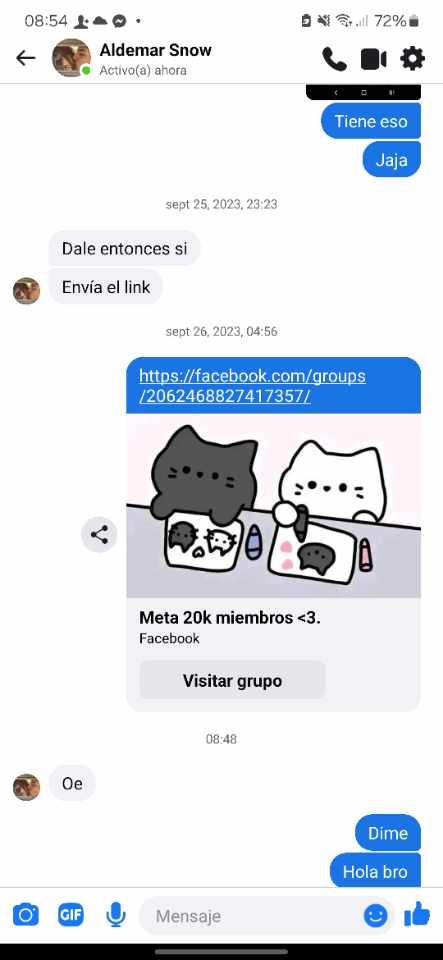 08:54
72%
Aldemar Snow
Activo(a) ahora
Tiene eso
Jaja
sept 25, 2023, 23:23
Dale entonces si
Envía el link
sept 26, 2023, 04:56
https://facebook.com/groups
/2062468827417357/
Meta 20k miembros <3.
Facebook
Visitar grupo
08:48
Oe
Dime
Hola bro
GIF
Mensaje